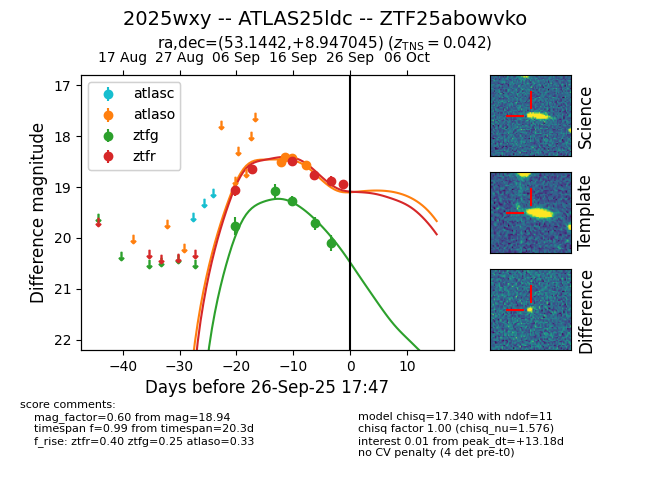 2025wxy -- ATLAS25ldc -- ZTF25abowvko
ra,dec=(53.1442,+8.947045) (z_TNS = 0.042)
17 Aug 27 Aug 06 Sep 16 Sep 26 Sep 06 Oct
atlasc
atlaso
ztfg
ztfr
17
18
19
20
21
22
Difference magnitude
−40 −30 −20 −10 0 10
Days before 26-Sep-25 17:47
Science
Template
Difference
score comments:
mag_factor=0.60 from mag=18.94
timespan f=0.99 from timespan=20.3d
f_rise: ztfr=0.40 ztfg=0.25 atlaso=0.33
model chisq=17.340 with ndof=11
chisq factor 1.00 (chisq_nu=1.576)
interest 0.01 from peak_dt=+13.18d
no CV penalty (4 det pre-t0)